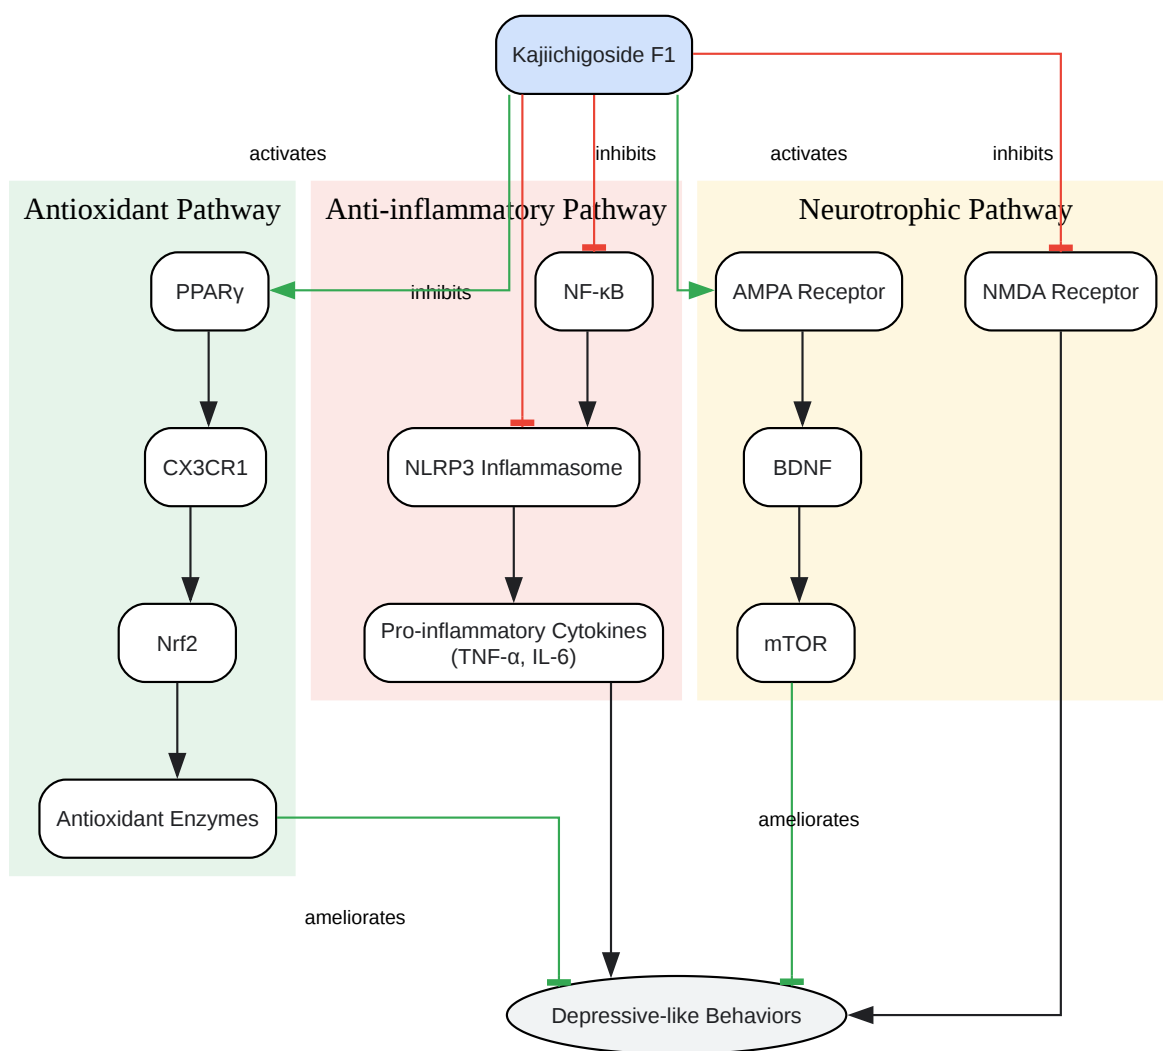 Kajiichigoside F1
activates
inhibits
activates
inhibits
Antioxidant Pathway
Anti-inflammatory Pathway
Neurotrophic Pathway
PPARγ
inhibits
NF-κB
AMPA Receptor
NMDA Receptor
CX3CR1
NLRP3 Inflammasome
BDNF
Nrf2
Pro-inflammatory Cytokines
(TNF-α, IL-6)
mTOR
Antioxidant Enzymes
ameliorates
ameliorates
Depressive-like Behaviors